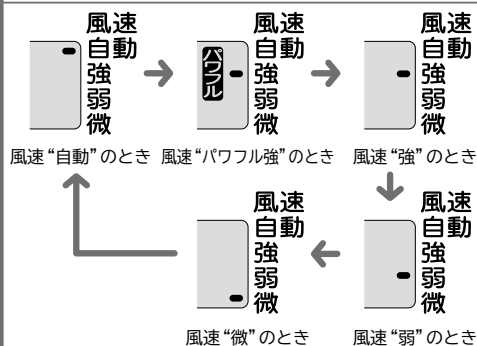 風速
自動
強
弱
微
風速“自動”のとき
風速
自動
パワフル
強
弱
微
風速“パワフル強”のとき
風速
自動
強
弱
微
風速“強”のとき
風速
自動
強
弱
微
風速“弱”のとき
風速
自動
強
弱
微
風速“微”のとき